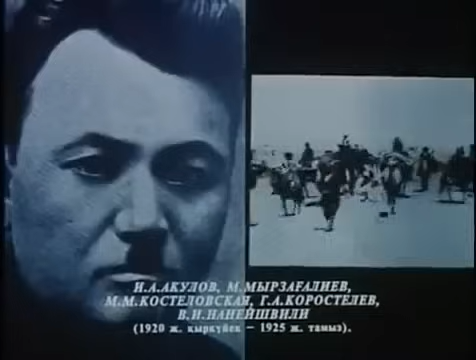 И.А.АКУЛОВ, М.МЫРЗАҒАЛИЕВ,
М.М.КОСТЕЛОВСКАЯ, Г.А.КОРОСТЕЛЕВ,
В.И.НАНЕЙШВИЛИ
(1920 ж. қыркүйек – 1925 ж. тамыз).